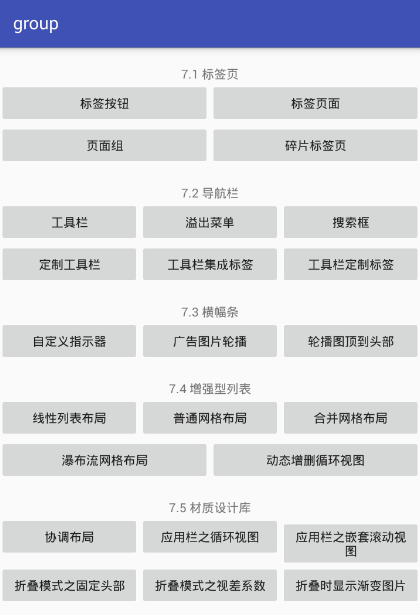 group
7.1 标签页
标签按钮 标签页面
页面组 碎片标签页
7.2 导航栏
工具栏 溢出菜单 搜索框
定制工具栏 工具栏集成标签 工具栏定制标签
7.3 横幅条
自定义指示器 广告图片轮播 轮播图顶到头部
7.4 增强型列表
线性列表布局 普通网格布局 合并网格布局
瀑布流网格布局 动态增删循环视图
7.5 材质设计库
协调布局 应用栏之循环视图 应用栏之嵌套滚动视
图
折叠模式之固定头部 折叠模式之视差系数 折叠时显示渐变图片